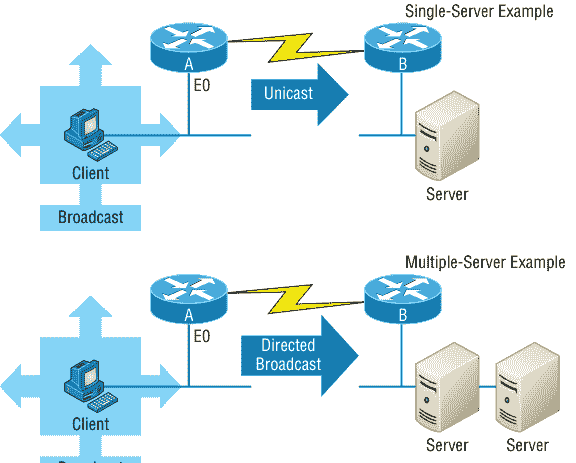 Single-Server Example
A
B
E0
Unicast
Client
Server
Broadcast
Multiple-Server Example
A
B
E0
Directed
Broadcast
Client
Server
Server